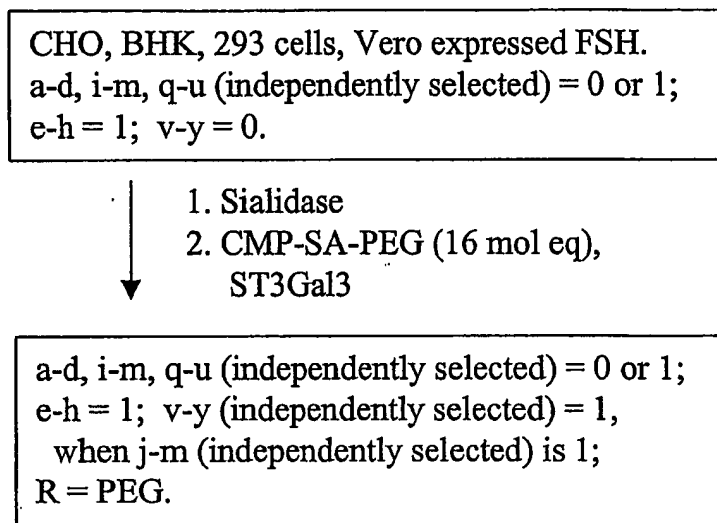 CHO, BHK, 293 cells, Vero expressed FSH.
a-d, i-m, q-u (independently selected) = 0 or 1;
e-h = 1; v-y = 0.
1. Sialidase
2. CMP-SA-PEG (16 mol eq),
ST3Gal3
a-d, i-m, q-u (independently selected) = 0 or 1;
e-h = 1; v-y (independently selected) = 1,
when j-m (independently selected) is 1;
R = PEG.